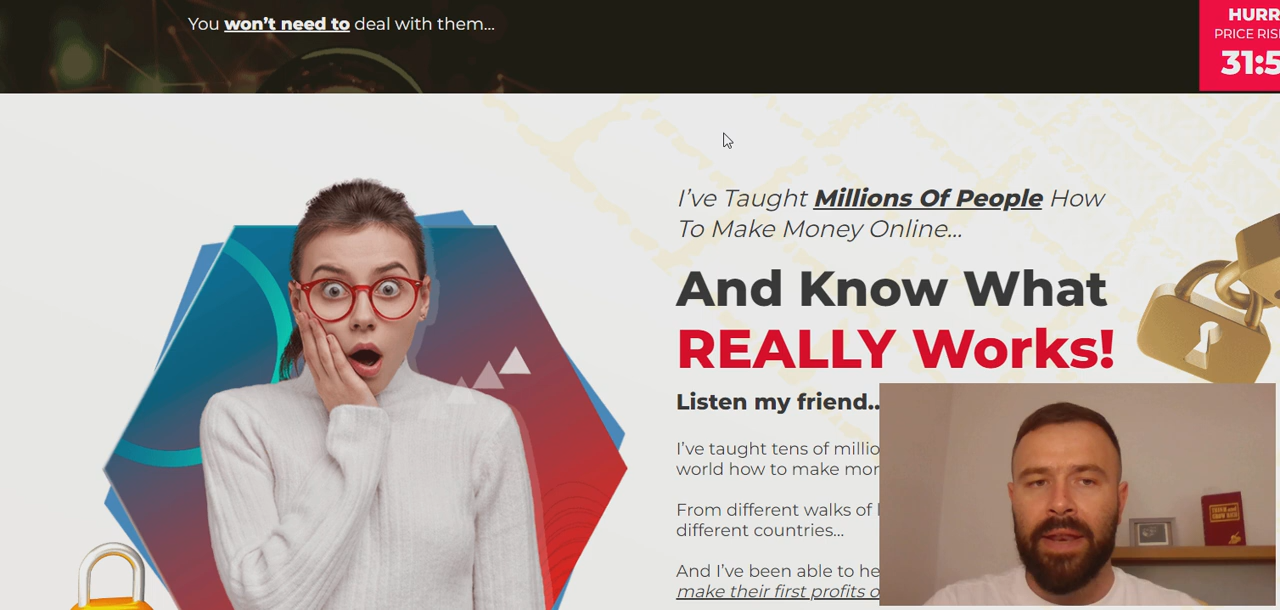 You won't need to deal with them...
HURR
PRICE RIS
31:5
I've Taught Millions Of People How
To Make Money Online...
And Know What
REALLY Works!
Listen my friend..
I've taught tens of millio
world how to make mor
From different walks of
different countries...
And I've been able to he
make their first profits o